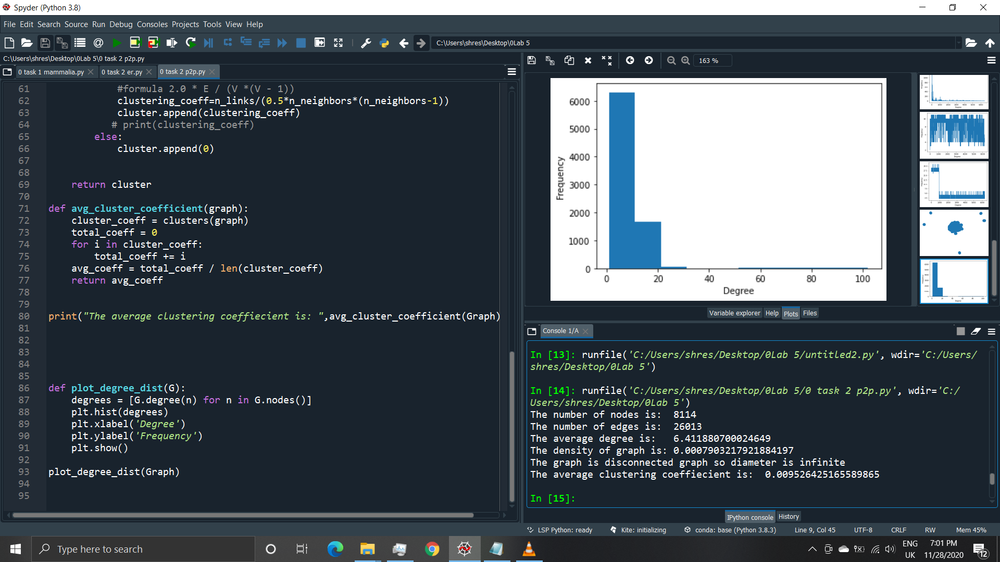 Spyder (Python 3.8)
File Edit Search Source Run Debug Consoles Projects Tools View Help
C:\Users\shres\Desktop\0Lab 5
C:\Users\shres\Desktop\0Lab 5\0 task 2 p2p.py
0 task 1 mammalia.py
0 task 2 er.py
0 task 2 p2p.py
61 #formula 2.0 * E / (V *(V - 1))
62 clustering_coeff=n_links/(0.5*n_neighbors*(n_neighbors-1))
63 cluster.append(clustering_coeff)
64 # print(clustering_coeff)
65 else:
66 cluster.append(0)
67
68
69 return cluster
70
71 def avg_cluster_coefficient(graph):
72 cluster_coeff = clusters(graph)
73 total_coeff = 0
74 for i in cluster_coeff:
75 total_coeff += i
76 avg_coeff = total_coeff / len(cluster_coeff)
77 return avg_coeff
78
79
80 print("The average clustering coeffiecient is: ",avg_cluster_coefficient(Graph)
81
82
83
84
85
86 def plot_degree_dist(G):
87 degrees = [G.degree(n) for n in G.nodes()]
88 plt.hist(degrees)
89 plt.xlabel('Degree')
90 plt.ylabel('Frequency')
91 plt.show()
92
93 plot_degree_dist(Graph)
94
95
163 %
6000
5000
4000
3000
2000
1000
0
Frequency
0 20 40 60 80 100
Degree
Variable explorer Help Plots Files
Console 1/A
In [13]: runfile('C:/Users/shres/Desktop/0Lab 5/untitled2.py', wdir='C:/Users/
shres/Desktop/0Lab 5')
In [14]: runfile('C:/Users/shres/Desktop/0Lab 5/0 task 2 p2p.py', wdir='C:/
Users/shres/Desktop/0Lab 5')
The number of nodes is: 8114
The number of edges is: 26013
The average degree is: 6.411880700024649
The density of graph is: 0.0007903217921884197
The graph is disconnected graph so diameter is infinite
The average clustering coeffiecient is: 0.009526425165589865
In [15]:
IPython console History
LSP Python: ready Kite: initializing conda: base (Python 3.8.3) Line 9, Col 45 UTF-8 CRLF RW Mem 45%
Type here to search
ENG
UK
7:01 PM
11/28/2020
12